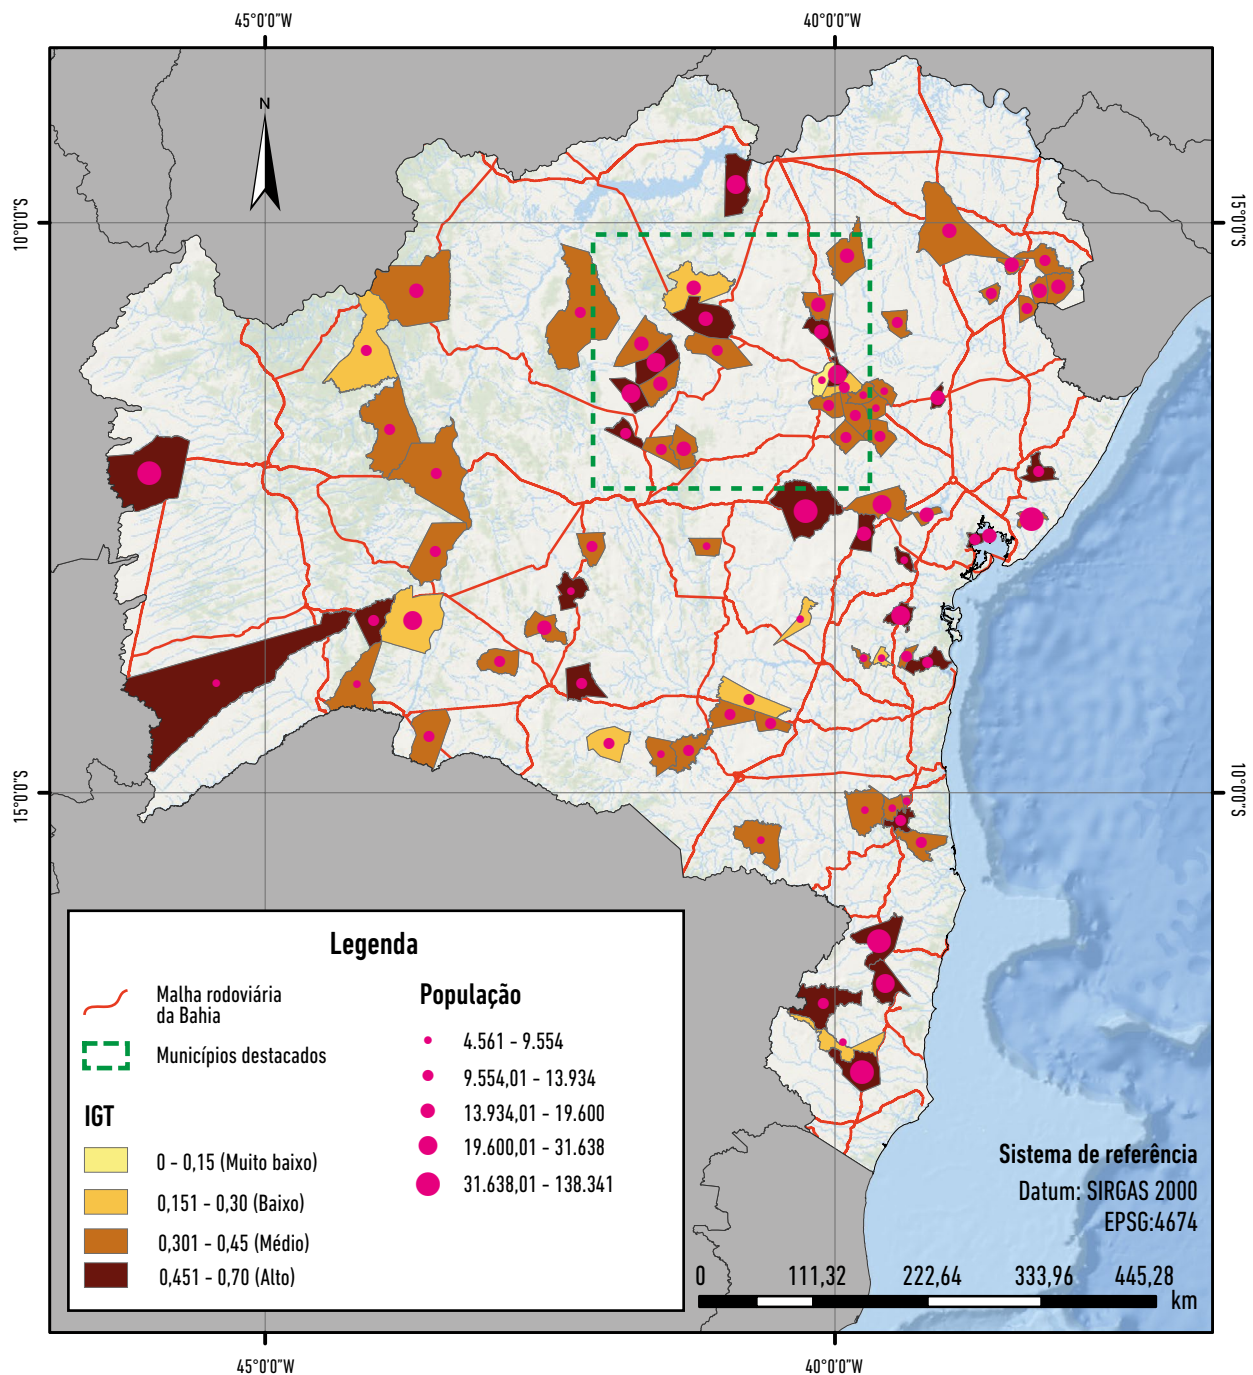 45°0'0"W
40°0'0"W
N
10°0'0"S
15°0'0"S
15°0'0"S
10°0'0"S
Legenda
Malha rodoviária
da Bahia
Municípios destacados
IGT
0 - 0,15 (Muito baixo)
0,151 - 0,30 (Baixo)
0,301 - 0,45 (Médio)
0,451 - 0,70 (Alto)
População
4.561 - 9.554
9.554,01 - 13.934
13.934,01 - 19.600
19.600,01 - 31.638
31.638,01 - 138.341
Sistema de referência
Datum: SIRGAS 2000
EPSG:4674
0 111,32 222,64 333,96 445,28
km
45°0'0"W
40°0'0"W